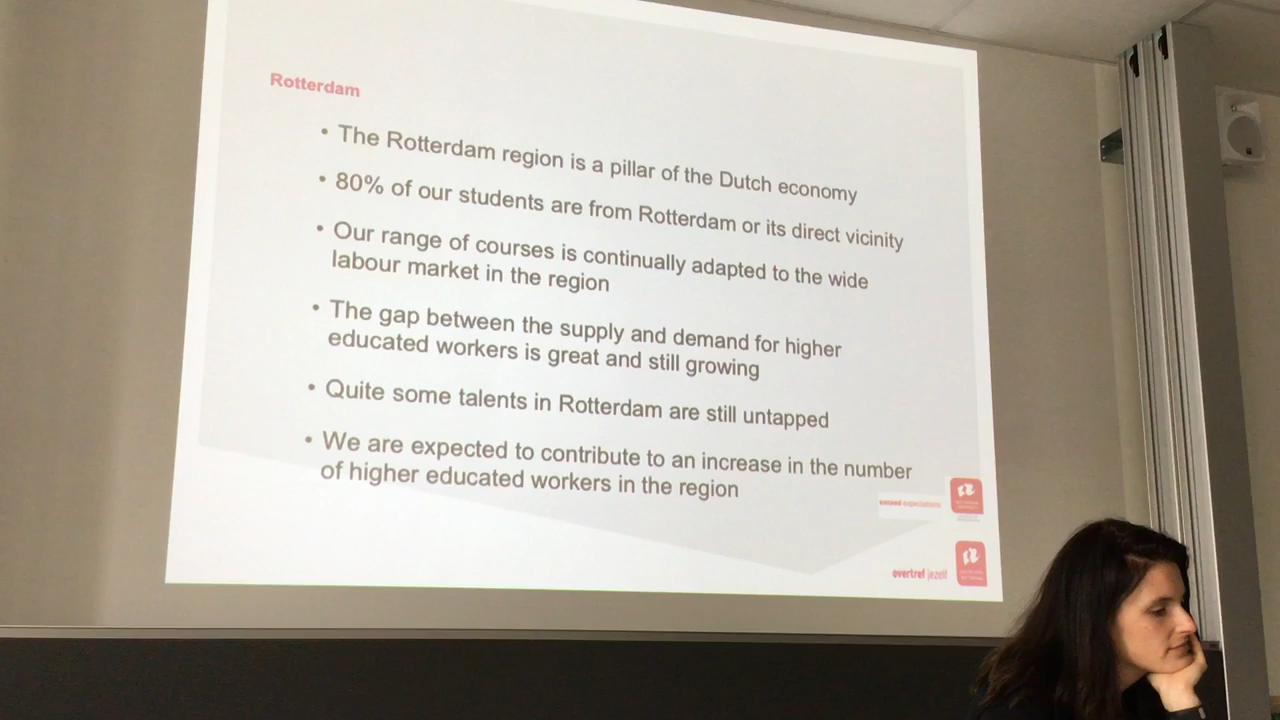 Rotterdam
• The Rotterdam region is a pillar of the Dutch economy
• 80% of our students are from Rotterdam or its direct vicinity
• Our range of courses is continually adapted to the wide
labour market in the region
• The gap between the supply and demand for higher
educated workers is great and still growing
• Quite some talents in Rotterdam are still untapped
• We are expected to contribute to an increase in the number
of higher educated workers in the region
exceed expectations
overtref jezelf